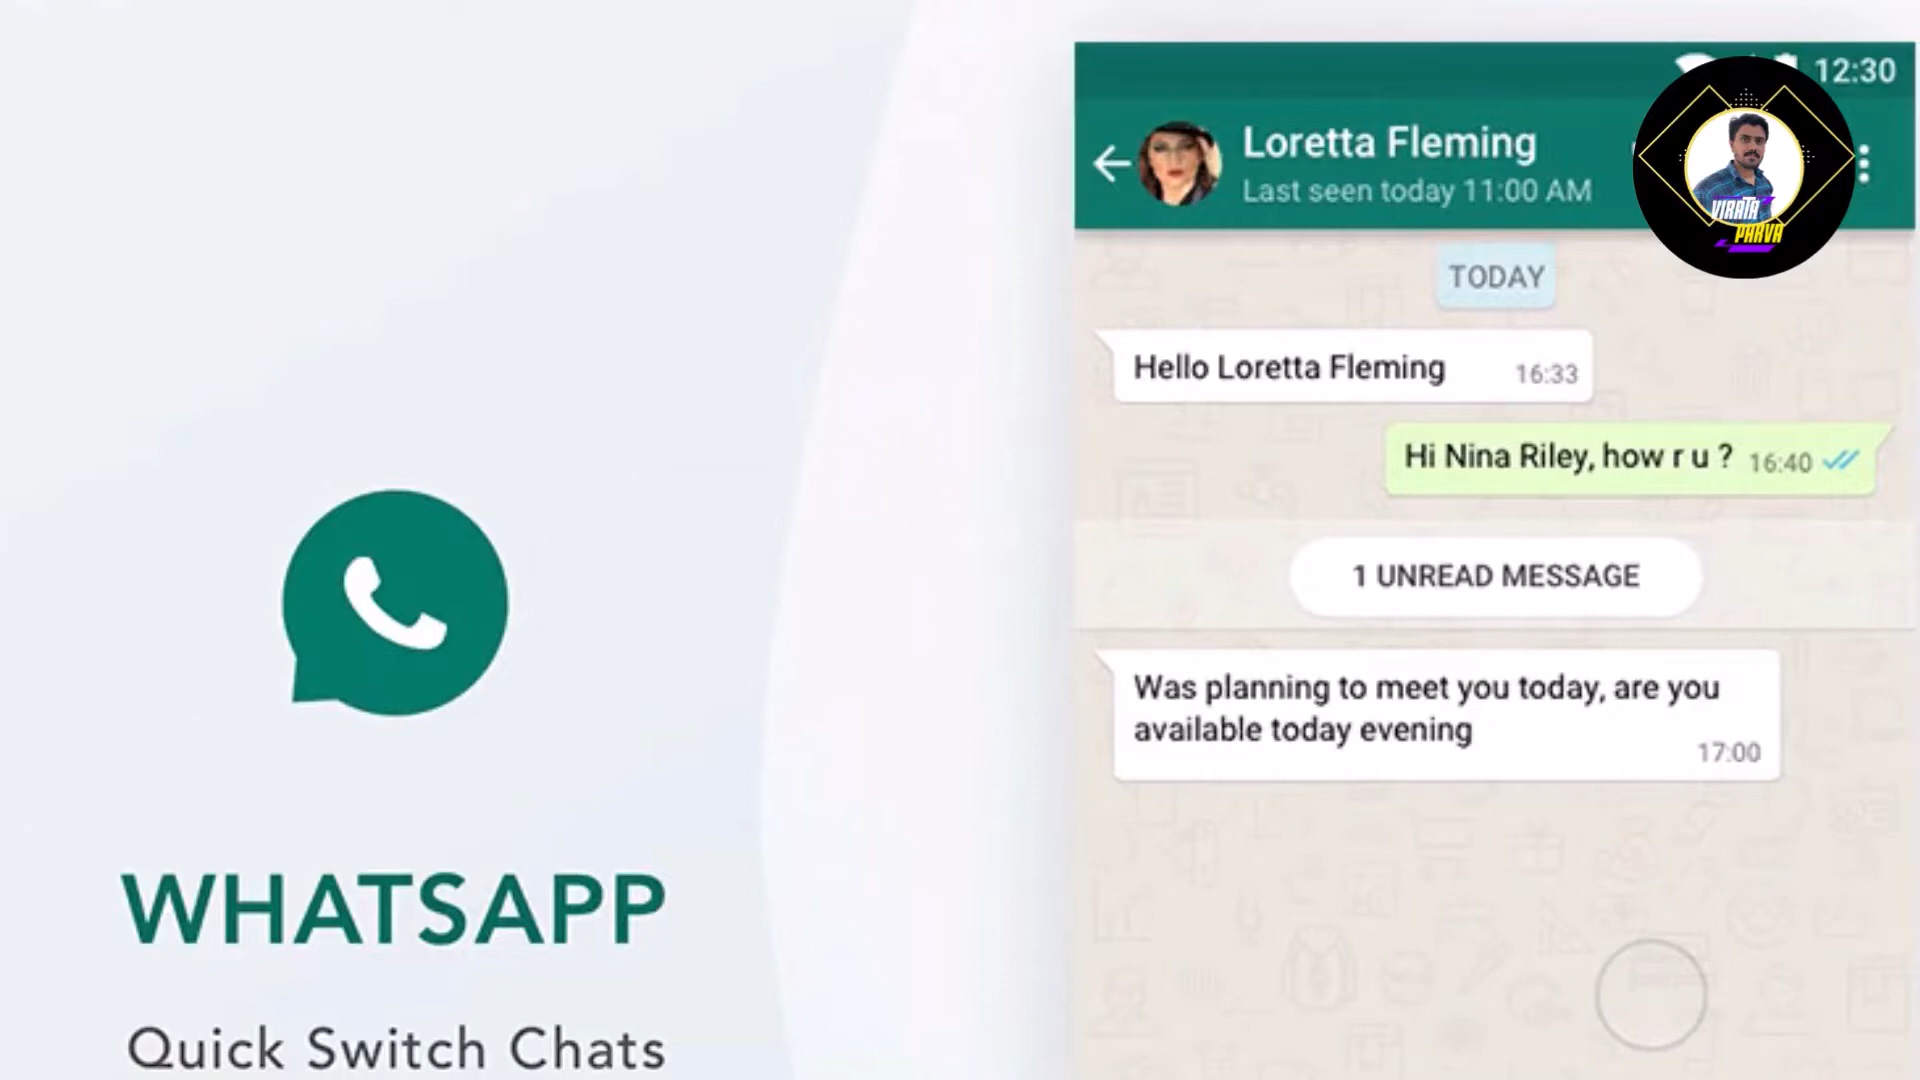 12:30
Loretta Fleming
Last seen today 11:00 AM
VIRATA
PARVA
TODAY
Hello Loretta Fleming 16:33
Hi Nina Riley, how r u ? 16:40
1 UNREAD MESSAGE
Was planning to meet you today, are you
available today evening
17:00
WHATSAPP
Quick Switch Chats